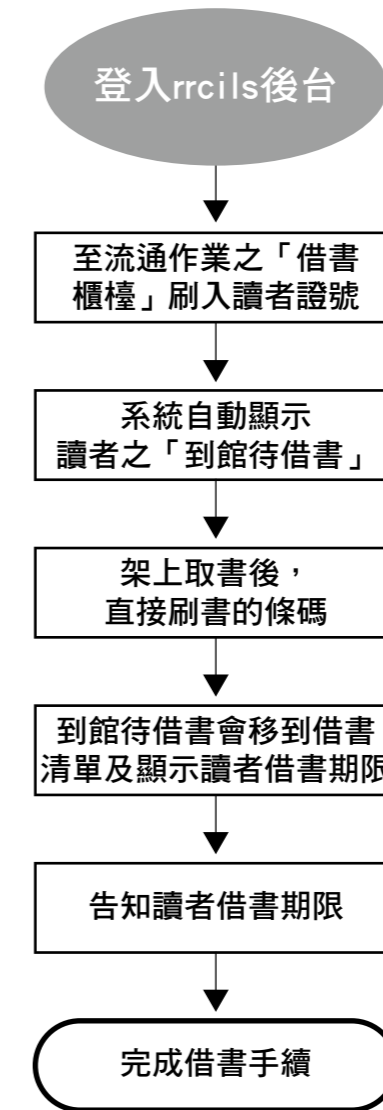 登入rrcils後台
至流通作業之「借書
櫃檯」刷入讀者證號
系統自動顯示
讀者之「到館待借書」
架上取書後，
直接刷書的條碼
到館待借書會移到借書
清單及顯示讀者借書期限
告知讀者借書期限
完成借書手續